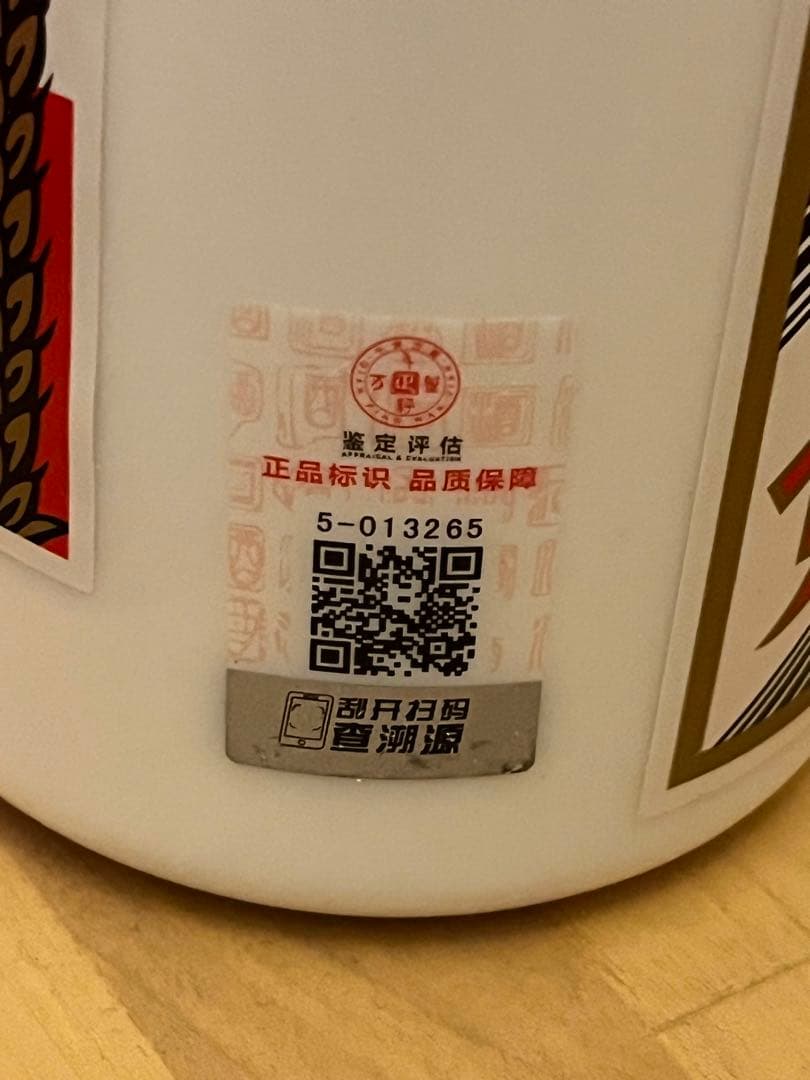 鉴定评估
APPRAISAL & EVALUATION
正品标识 品质保障
5-013265
刮开扫码
查溯源